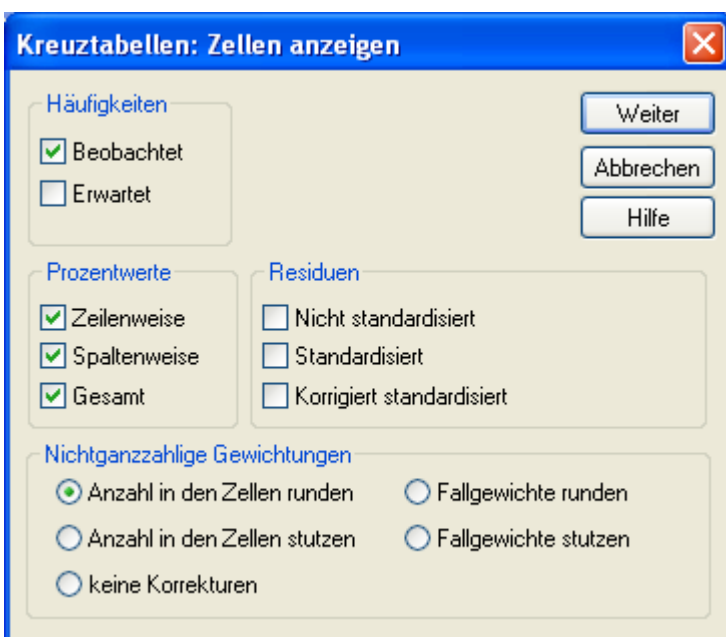 Kreuztabellen: Zellen anzeigen
Häufigkeiten
Beobachtet
Erwartet
Weiter
Abbrechen
Hilfe
Prozentwerte
Zeilenweise
Spaltenweise
Gesamt
Residuen
Nicht standardisiert
Standardisiert
Korrigiert standardisiert
Nichtganzzahlige Gewichtungen
Anzahl in den Zellen runden
Fallgewichte runden
Anzahl in den Zellen stutzen
Fallgewichte stutzen
keine Korrekturen